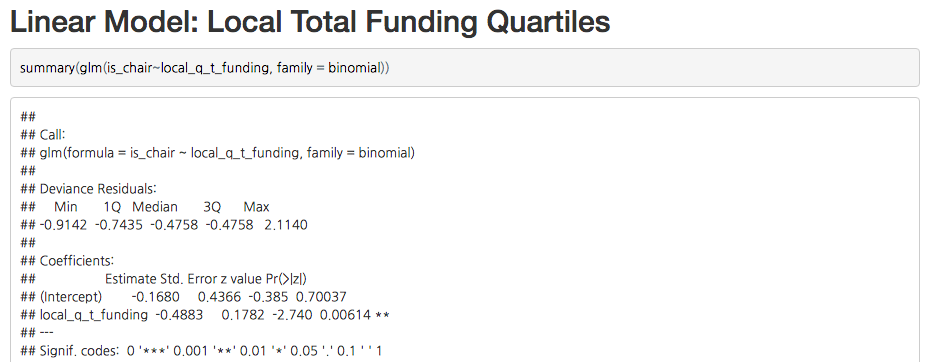 Linear Model: Local Total Funding Quartiles
summary(glm(is_chair~local_q_t_funding, family = binomial))
##
## Call:
## glm(formula = is_chair ~ local_q_t_funding, family = binomial)
##
## Deviance Residuals:
##     Min       1Q   Median       3Q      Max
## -0.9142  -0.7435  -0.4758  -0.4758   2.1140
##
## Coefficients:
##                   Estimate Std. Error z value Pr(>|z|)
## (Intercept)        -0.1680     0.4366  -0.385  0.70037
## local_q_t_funding  -0.4883     0.1782  -2.740  0.00614 **
## ---
## Signif. codes:  0 '***' 0.001 '**' 0.01 '*' 0.05 '.' 0.1 ' ' 1